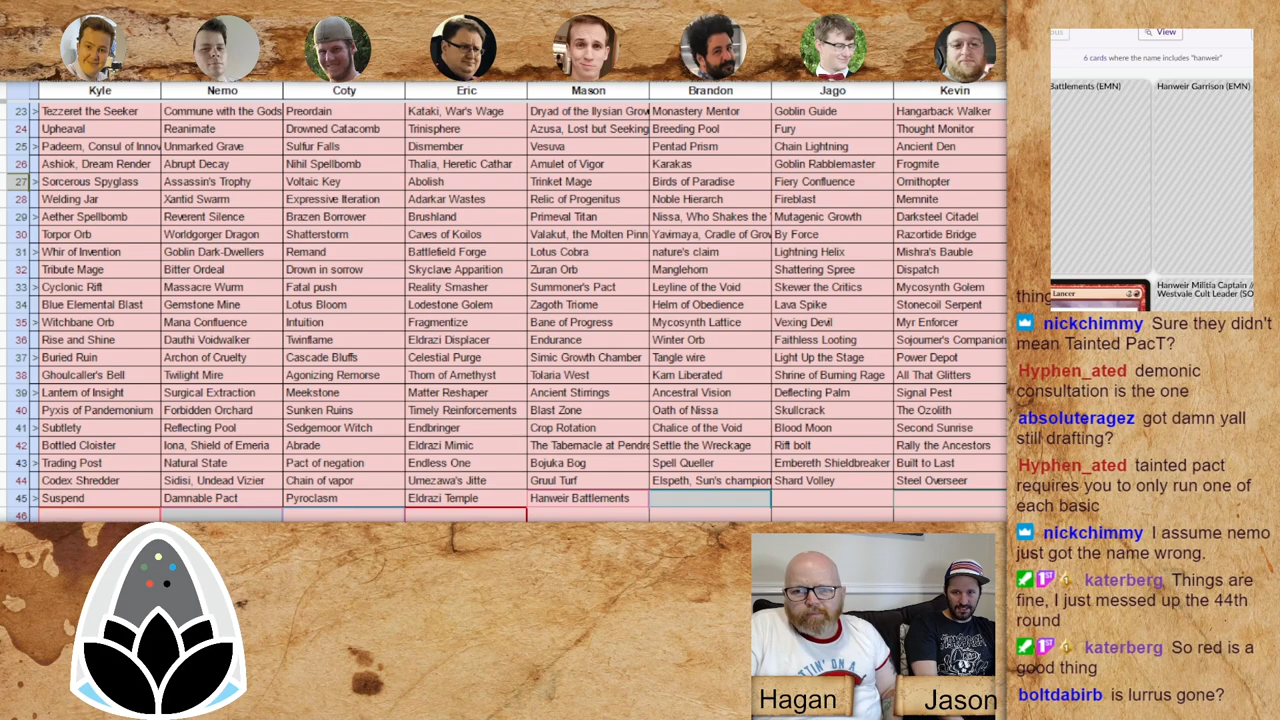 Kyle Nemo Coty Eric Mason Brandon Jago Kevin
23 > Tezzeret the Seeker Commune with the Gods Preordain Kataki, War's Wage Dryad of the Ilysian Grov Monastery Mentor Goblin Guide Hangarback Walker
24 Upheaval Reanimate Drowned Catacomb Trinisphere Azusa, Lost but Seeking Breeding Pool Fury Thought Monitor
25 > Padeem, Consul of Innov Unmarked Grave Sulfur Falls Dismember Vesuva Pentad Prism Chain Lightning Ancient Den
26 Ashiok, Dream Render Abrupt Decay Nihil Spellbomb Thalia, Heretic Cathar Amulet of Vigor Karakas Goblin Rabblemaster Frogmite
27 > Sorcerous Spyglass Assassin's Trophy Voltaic Key Abolish Trinket Mage Birds of Paradise Fiery Confluence Ornithopter
28 Welding Jar Xantid Swarm Expressive Iteration Adarkar Wastes Relic of Progenitus Noble Hierarch Fireblast Memnite
29 > Aether Spellbomb Reverent Silence Brazen Borrower Brushland Primeval Titan Nissa, Who Shakes the Mutagenic Growth Darksteel Citadel
30 Torpor Orb Worldgorger Dragon Shatterstorm Caves of Koilos Valakut, the Molten Pinn Yavimaya, Cradle of Grov By Force Razortide Bridge
31 > Whir of Invention Goblin Dark-Dwellers Remand Battlefield Forge Lotus Cobra nature's claim Lightning Helix Mishra's Bauble
32 Tribute Mage Bitter Ordeal Drown in sorrow Skyclave Apparition Zuran Orb Manglehorn Shattering Spree Dispatch
33 > Cyclonic Rift Massacre Wurm Fatal push Reality Smasher Summoner's Pact Leyline of the Void Skewer the Critics Mycosynth Golem
34 Blue Elemental Blast Gemstone Mine Lotus Bloom Lodestone Golem Zagoth Triome Helm of Obedience Lava Spike Stonecoil Serpent
35 > Witchbane Orb Mana Confluence Intuition Fragmentize Bane of Progress Mycosynth Lattice Vexing Devil Myr Enforcer
36 Rise and Shine Dauthi Voidwalker Twinflame Eldrazi Displacer Endurance Winter Orb Faithless Looting Sojourner's Companion
37 > Buried Ruin Archon of Cruelty Cascade Bluffs Celestial Purge Simic Growth Chamber Tangle wire Light Up the Stage Power Depot
38 Ghoulcaller's Bell Twilight Mire Agonizing Remorse Thorn of Amethyst Tolaria West Karn Liberated Shrine of Burning Rage All That Glitters
39 > Lantern of Insight Surgical Extraction Meekstone Matter Reshaper Ancient Stirrings Ancestral Vision Deflecting Palm Signal Pest
40 Pyxis of Pandemonium Forbidden Orchard Sunken Ruins Timely Reinforcements Blast Zone Oath of Nissa Skullcrack The Ozolith
41 > Subtlety Reflecting Pool Sedgemoor Witch Endbringer Crop Rotation Chalice of the Void Blood Moon Second Sunrise
42 Bottled Cloister Iona, Shield of Emeria Abrade Eldrazi Mimic The Tabernacle at Pendre Settle the Wreckage Rift bolt Rally the Ancestors
43 > Trading Post Natural State Pact of negation Endless One Bojuka Bog Spell Queller Embereth Shieldbreaker Built to Last
44 Codex Shredder Sidisi, Undead Vizier Chain of vapor Umezawa's Jitte Gruul Turf Elspeth, Sun's champion Shard Volley Steel Overseer
45 > Suspend Damnable Pact Pyroclasm Eldrazi Temple Hanweir Battlements
46
View
6 cards where the name includes "hanweir"
Battlements (EMN) Hanweir Garrison (EMN)
Lancer
Hanweir Militia Captain //
Westvale Cult Leader (SO
thing
nickchimmy Sure they didn't
mean Tainted PacT?
Hyphen_ated demonic
consultation is the one
absoluteragez got damn yall
still drafting?
Hyphen_ated tainted pact
requires you to only run one of
each basic
nickchimmy I assume nemo
just got the name wrong.
katerberg Things are
fine, I just messed up the 44th
round
katerberg So red is a
good thing
boltdabirb is lurrus gone?
Hagan
Jason